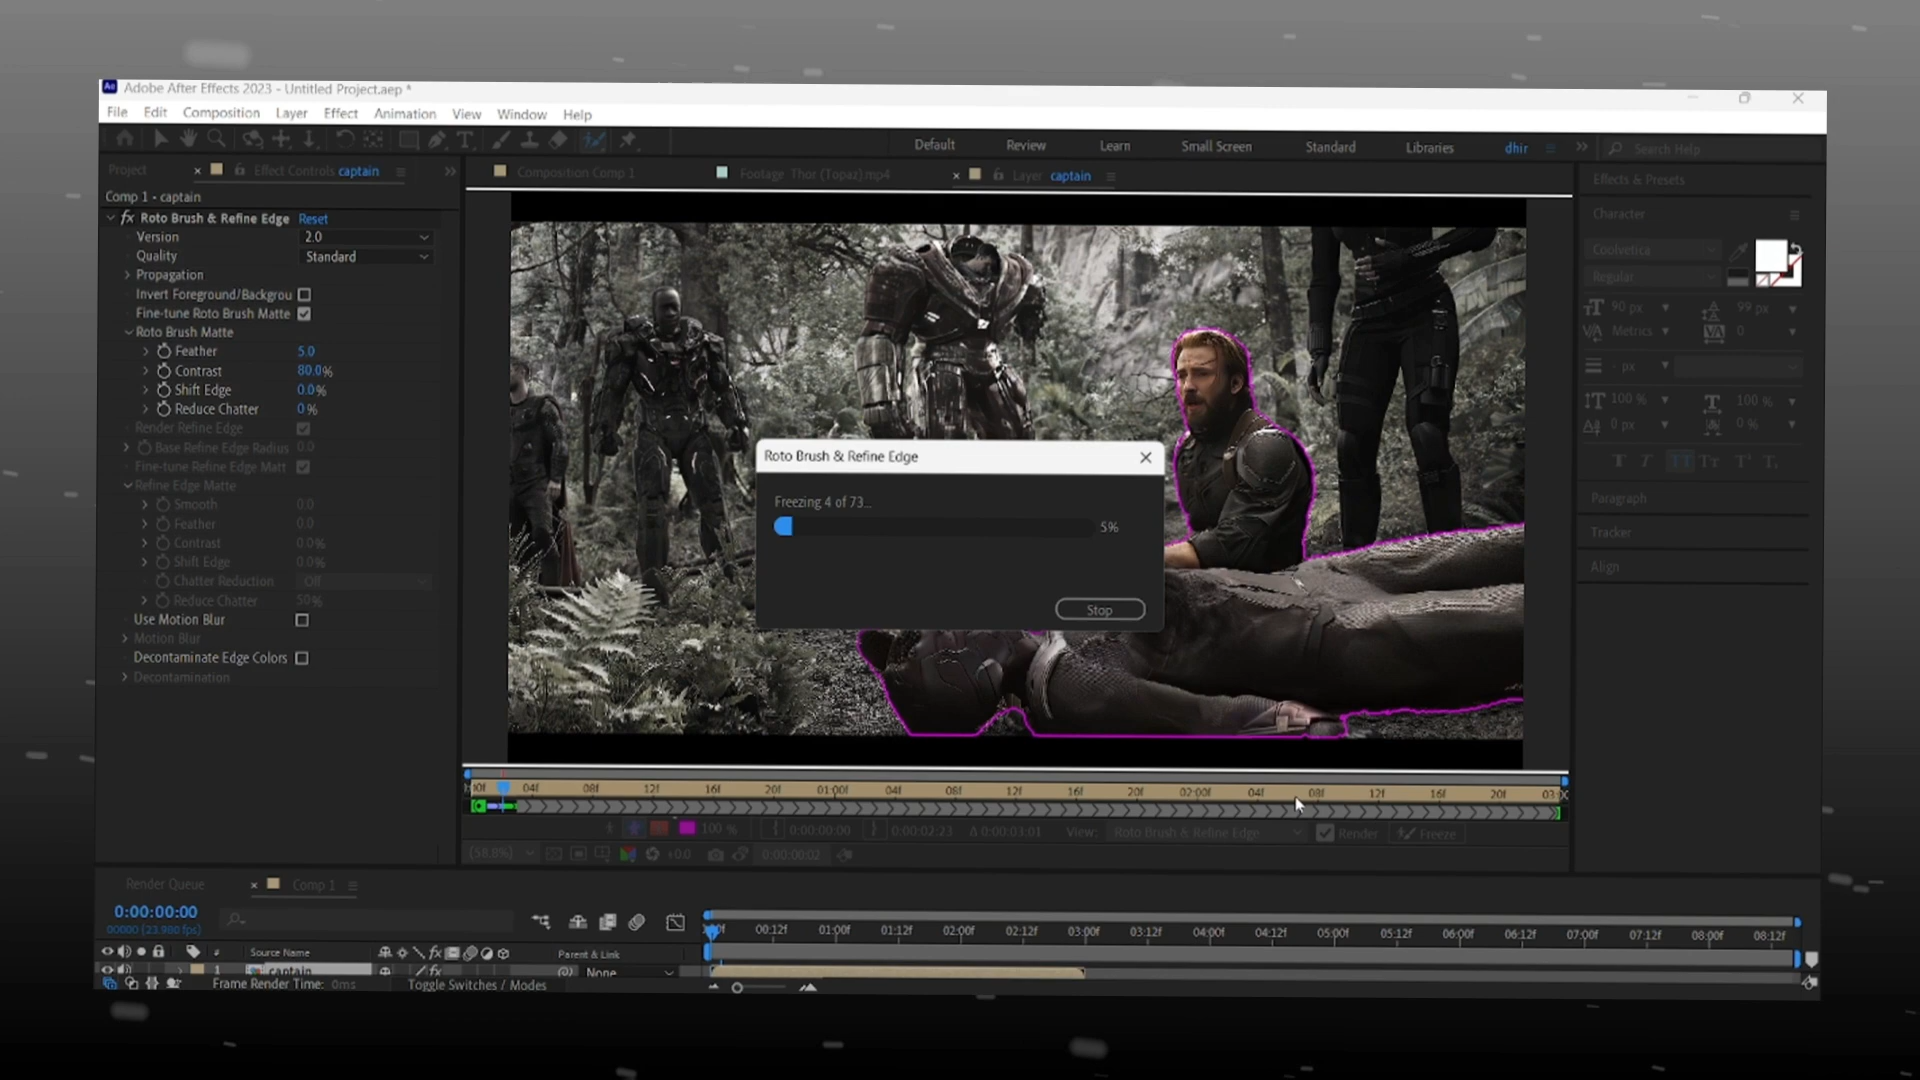 Adobe After Effects 2023 - Untitled Project.aep *
File Edit Composition Layer Effect Animation View Window Help
Default Review Learn Small Screen Standard Libraries dhir Search Help
Project Effect Controls captain
Composition Comp 1 Footage Thor (Topaz).mp4 Layer captain
Effects & Presets
Comp 1 • captain
fx Roto Brush & Refine Edge Reset
Version 2.0
Quality Standard
Propagation
Invert Foreground/Backgrou
Fine-tune Roto Brush Matte
Roto Brush Matte
Feather 5.0
Contrast 80.0%
Shift Edge 0.0%
Reduce Chatter 0%
Render Refine Edge
Base Refine Edge Radius 0.0
Fine-tune Refine Edge Matt
Refine Edge Matte
Smooth 0.0
Feather 0.0
Contrast 0.0%
Shift Edge 0.0%
Chatter Reduction Off
Reduce Chatter 50%
Use Motion Blur
Motion Blur
Decontaminate Edge Colors
Decontamination
Roto Brush & Refine Edge
Freezing 4 of 73...
5%
Stop
Character
Coolvetica
Regular
90 px 99 px
Metrics 0
px
100 % 100 %
0 px 0 %
Paragraph
Tracker
Align
00f 04f 08f 12f 16f 20f 01:00f 04f 08f 12f 16f 20f 02:00f 04f 08f 12f 16f 20f 03:0
100 % 0:00:00:00 0:00:02:23 Δ 0:00:03:01 View: Roto Brush & Refine Edge Render Freeze
(58.8%) +0.0 0:00:00:02
Render Queue Comp 1
0:00:00:00
00000 (23.980 fps)
00:12f 01:00f 01:12f 02:00f 02:12f 03:00f 03:12f 04:00f 04:12f 05:00f 05:12f 06:00f 06:12f 07:00f 07:12f 08:00f 08:12f
# Source Name fx Parent & Link
1 captain fx None
Frame Render Time: 0ms Toggle Switches / Modes